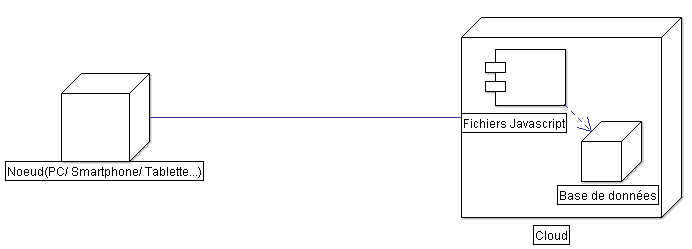 Fichiers Javascript
Noeud(PC/ Smartphone/ Tablette...)
Base de données
Cloud